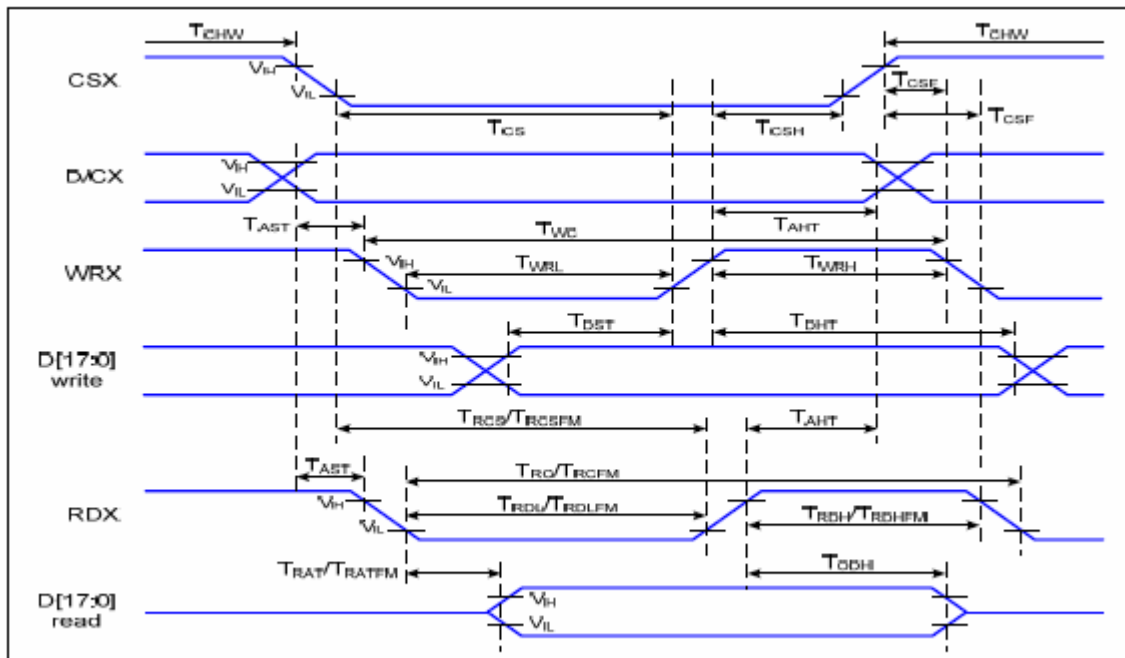 TCHW TCHW
CSX
VIH
VIL
TCSF
TCS TCSH TCSF
D/CX
VIH
VIL
TAST TWC TAHT
WRX
VIH
VIL
TWRL TWRH
TDST TDHT
D[17:0]
write
VIH
VIL
TRCS/TRCSFM TAHT
TAST TRC/TRCFM
RDX
VIH
VIL
TRDL/TRDLFM TRDH/TRDHFM
TRAT/TRATFM TODH
D[17:0]
read
VIH
VIL